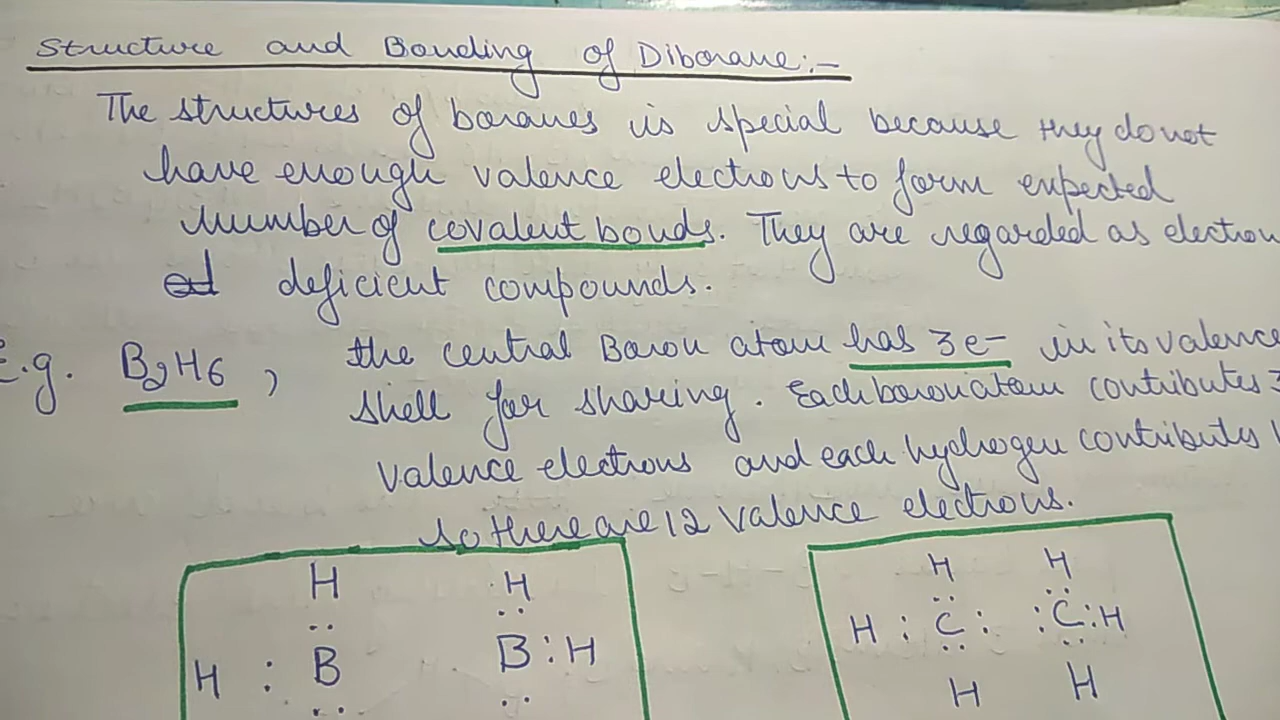 Structure and Bonding of Diborane:-
The structures of boranes is special because they do not
have enough valence electrons to form expected
number of covalent bonds. They are regarded as electron
deficient compounds.
E.g. B2H6, the central Boron atom has 3e- in its valence
shell for sharing. Each boron atom contributes 3
valence electrons and each hydrogen contributes 1
so there are 12 valence electrons.
H H H H
H : B B : H H : C : : C : H
H H